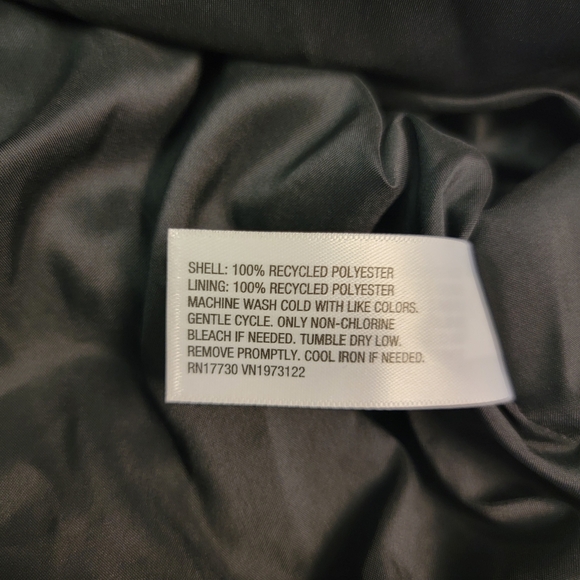 SHELL: 100% RECYCLED POLYESTER
LINING: 100% RECYCLED POLYESTER
MACHINE WASH COLD WITH LIKE COLORS.
GENTLE CYCLE. ONLY NON-CHLORINE
BLEACH IF NEEDED. TUMBLE DRY LOW.
REMOVE PROMPTLY. COOL IRON IF NEEDED.
RN17730 VN1973122